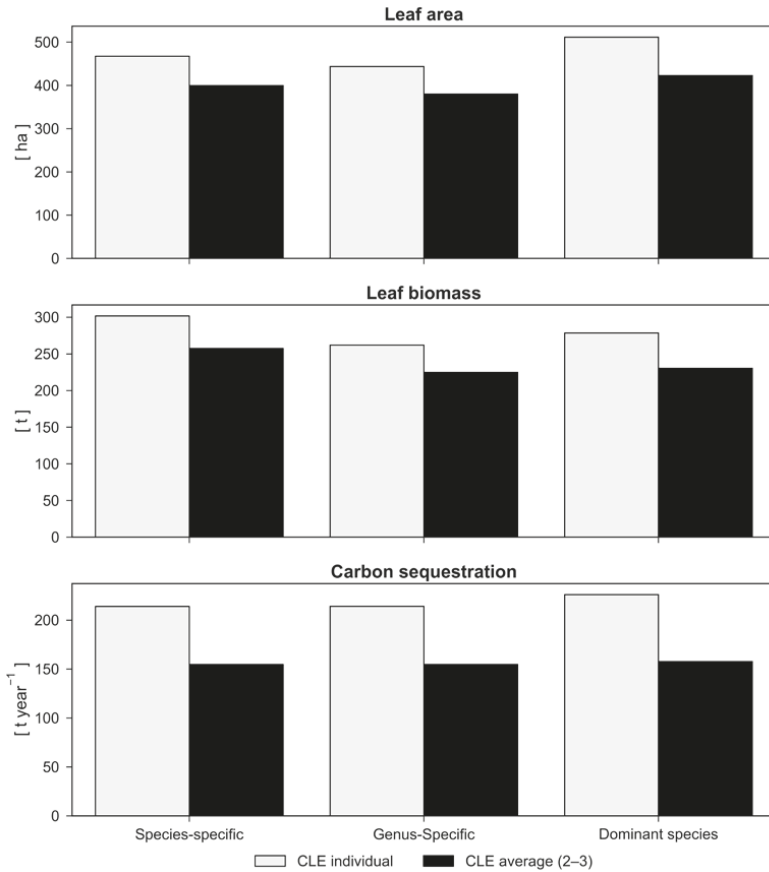 Leaf area
500
400
300
200
100
0
[ ha ]
Leaf biomass
300
250
200
150
100
50
0
[ t ]
Carbon sequestration
200
150
100
50
0
[ t year⁻¹ ]
Species-specific Genus-Specific Dominant species
CLE individual CLE average (2–3)